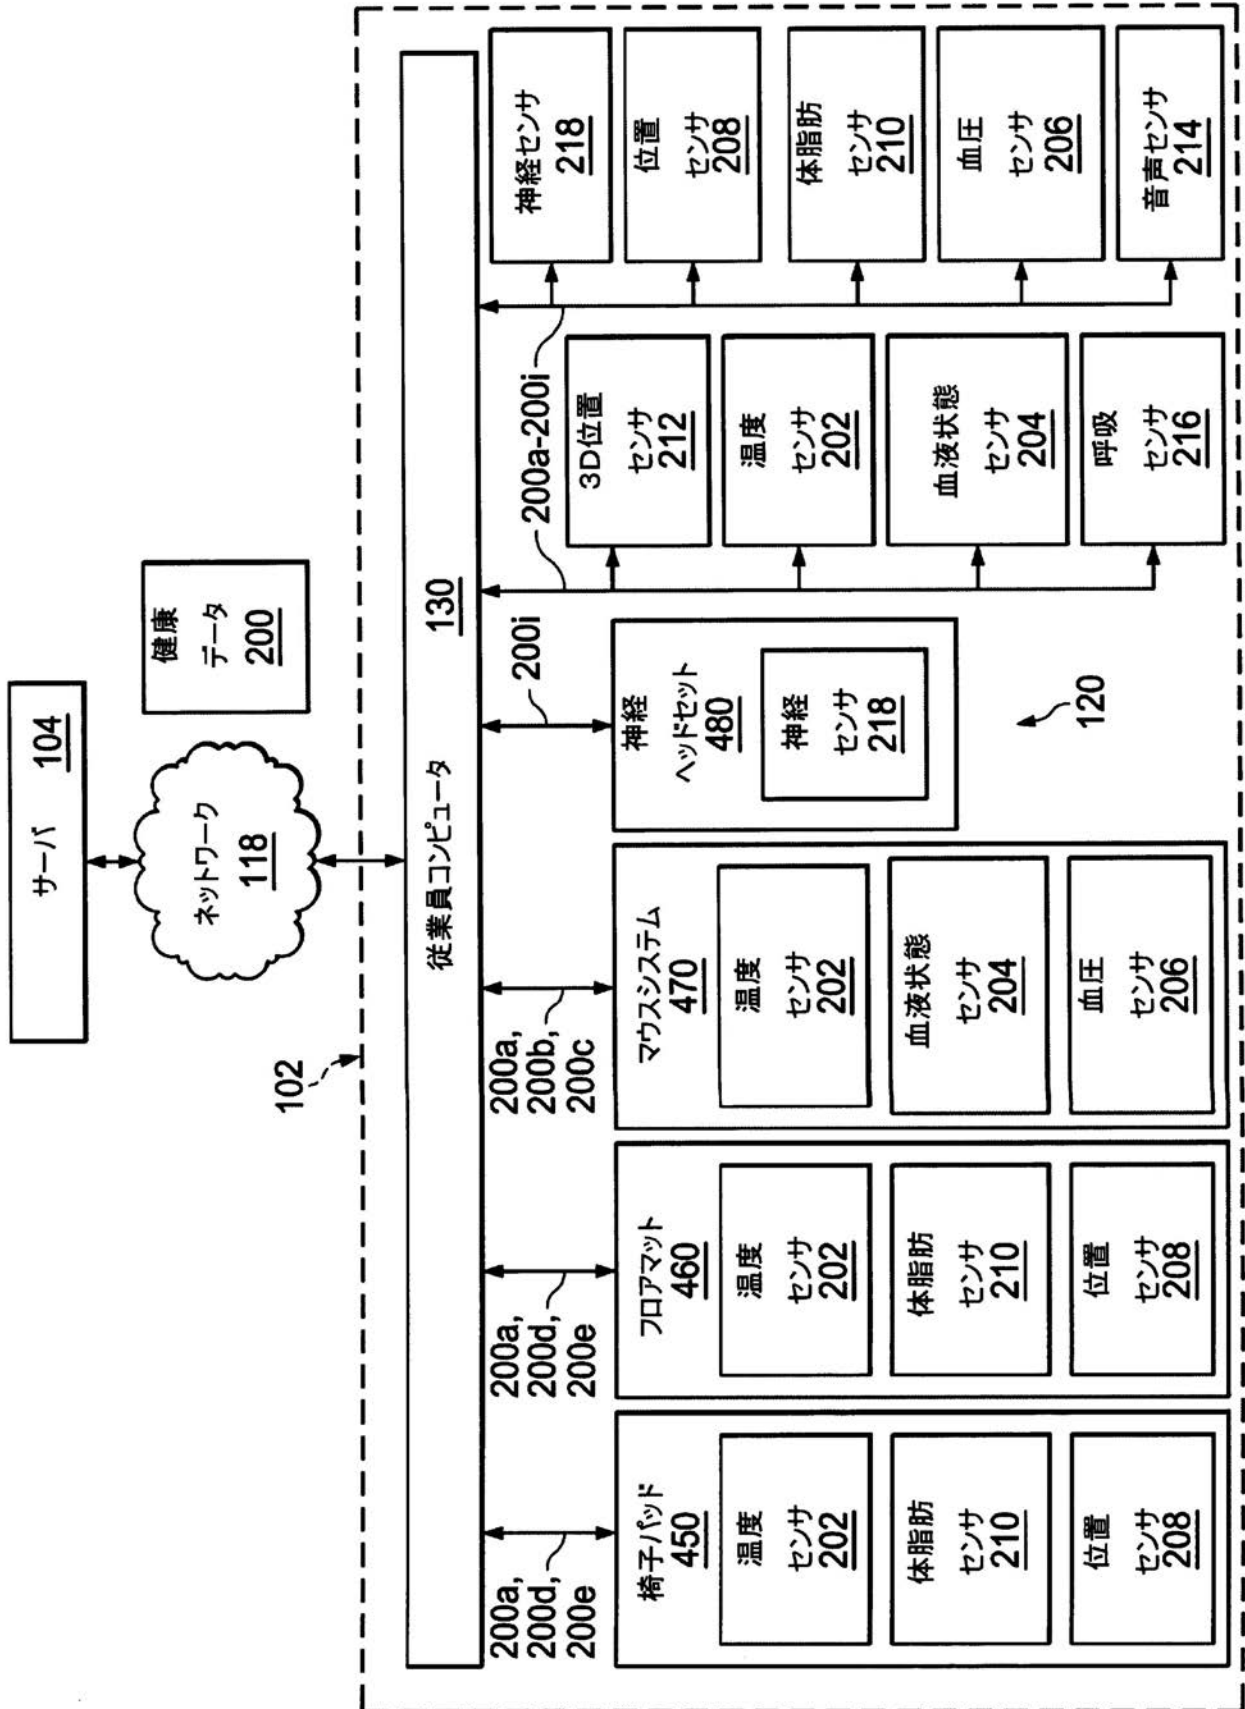 サーバ
104
ネットワーク
118
健康
データ
200
102
従業員コンピュータ
130
200a,
200d,
200e
200a,
200d,
200e
200a,
200b,
200c
200i
200a-200i
椅子パッド
450
温度
センサ
202
体脂肪
センサ
210
位置
センサ
208
フロアマット
460
温度
センサ
202
体脂肪
センサ
210
位置
センサ
208
マウスシステム
470
温度
センサ
202
血液状態
センサ
204
血圧
センサ
206
神経
ヘッドセット
480
神経
センサ
218
120
3D位置
センサ
212
温度
センサ
202
血液状態
センサ
204
呼吸
センサ
216
神経センサ
218
位置
センサ
208
体脂肪
センサ
210
血圧
センサ
206
音声センサ
214